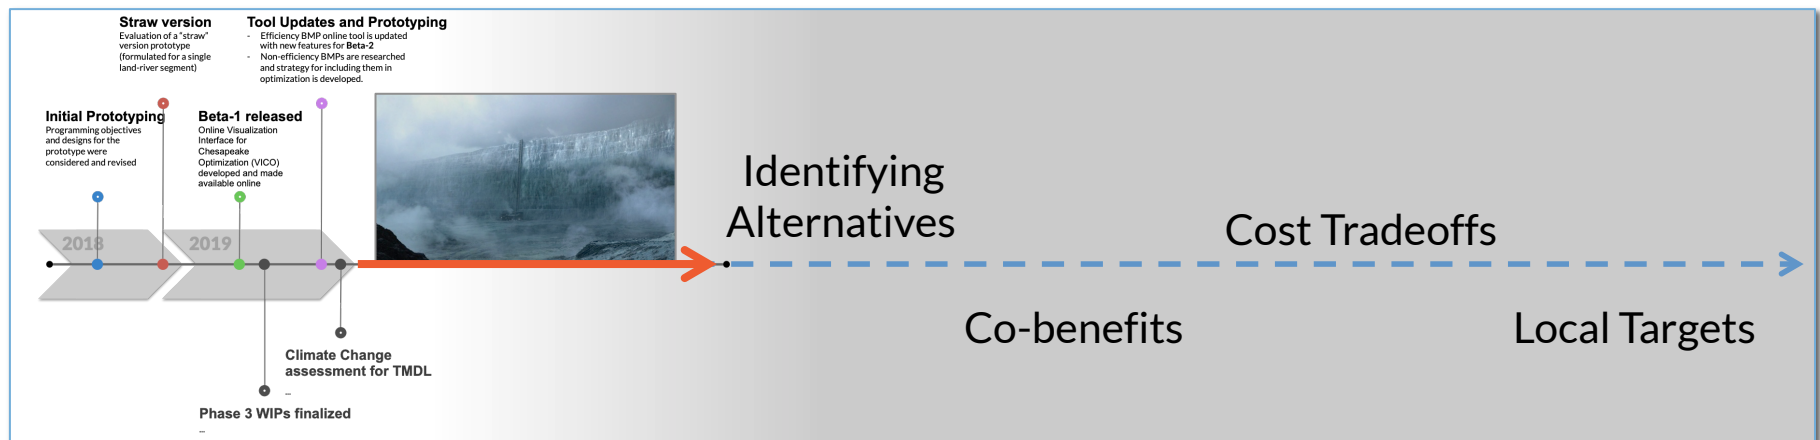 Straw version
Evaluation of a "straw"
version prototype
(formulated for a single
land-river segment)
Tool Updates and Prototyping
- Efficiency BMP online tool is updated
with new features for Beta-2
- Non-efficiency BMPs are researched
and strategy for including them in
optimization is developed.
Initial Prototyping
Programming objectives
and designs for the
prototype were
considered and revised
Beta-1 released
Online Visualization
Interface for
Chesapeake
Optimization (VICO)
developed and made
available online
2018
2019
Climate Change
assessment for TMDL
...
Phase 3 WIPs finalized
...
Identifying
Alternatives
Co-benefits
Cost Tradeoffs
Local Targets